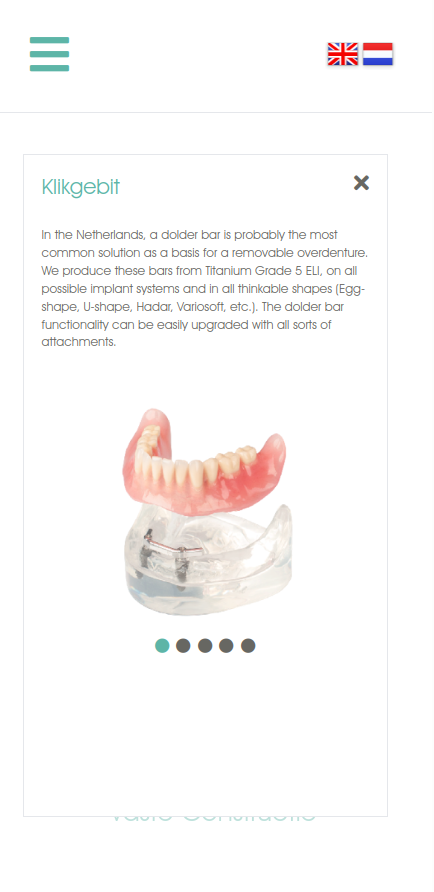 Klikgebit
In the Netherlands, a dolder bar is probably the most
common solution as a basis for a removable overdenture.
We produce these bars from Titanium Grade 5 ELI, on all
possible implant systems and in all thinkable shapes (Egg-
shape, U-shape, Hadar, Variosoft, etc.). The dolder bar
functionality can be easily upgraded with all sorts of
attachments.
Vaste Constructie